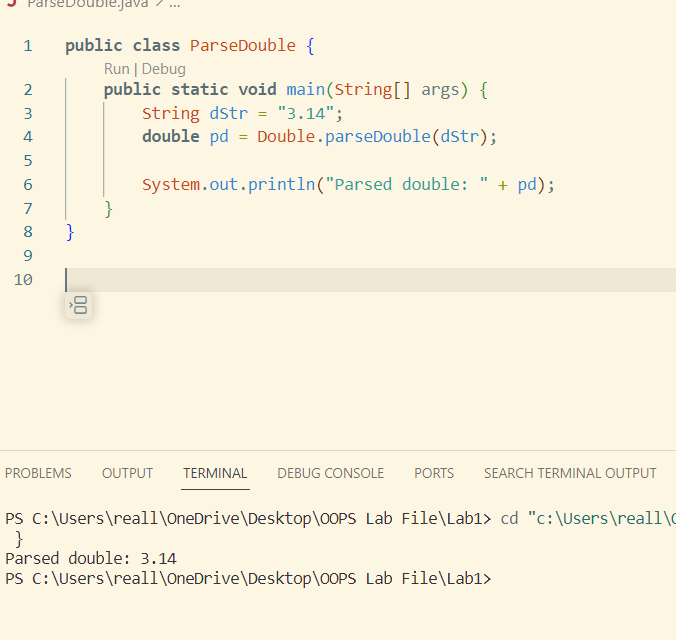 ParseDouble.java > ...
1 public class ParseDouble {
Run | Debug
2 public static void main(String[] args) {
3 String dStr = "3.14";
4 double pd = Double.parseDouble(dStr);
5
6 System.out.println("Parsed double: " + pd);
7 }
8 }
9
10
PROBLEMS OUTPUT TERMINAL DEBUG CONSOLE PORTS SEARCH TERMINAL OUTPUT
PS C:\Users\reall\OneDrive\Desktop\OOPS Lab File\Lab1> cd "c:\Users\reall\
}
Parsed double: 3.14
PS C:\Users\reall\OneDrive\Desktop\OOPS Lab File\Lab1>